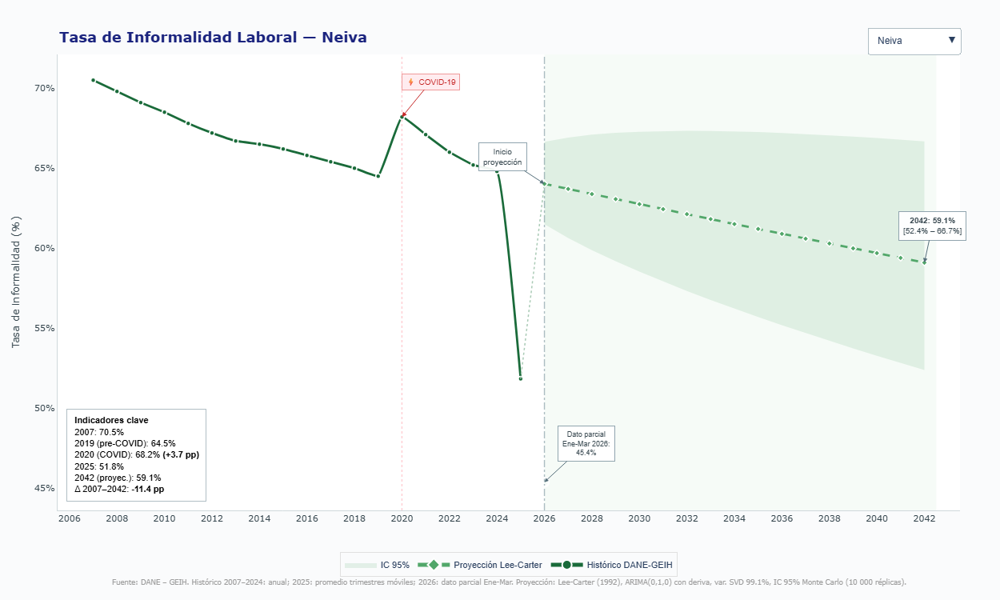 Tasa de Informalidad Laboral — Neiva
Neiva ▼
Tasa de Informalidad (%)
70%
65%
60%
55%
50%
45%
COVID-19
Inicio
proyección
2042: 59.1%
[52.4% – 66.7%]
Dato parcial
Ene-Mar 2026:
45.4%
Indicadores clave
2007: 70.5%
2019 (pre-COVID): 64.5%
2020 (COVID): 68.2% (+3.7 pp)
2025: 51.8%
2042 (proyec.): 59.1%
Δ 2007–2042: -11.4 pp
2006 2008 2010 2012 2014 2016 2018 2020 2022 2024 2026 2028 2030 2032 2034 2036 2038 2040 2042
IC 95% Proyección Lee-Carter Histórico DANE-GEIH
Fuente: DANE – GEIH. Histórico 2007–2024: anual; 2025: promedio trimestres móviles; 2026: dato parcial Ene-Mar. Proyección: Lee-Carter (1992), ARIMA(0,1,0) con deriva, var. SVD 99.1%, IC 95% Monte Carlo (10 000 réplicas).